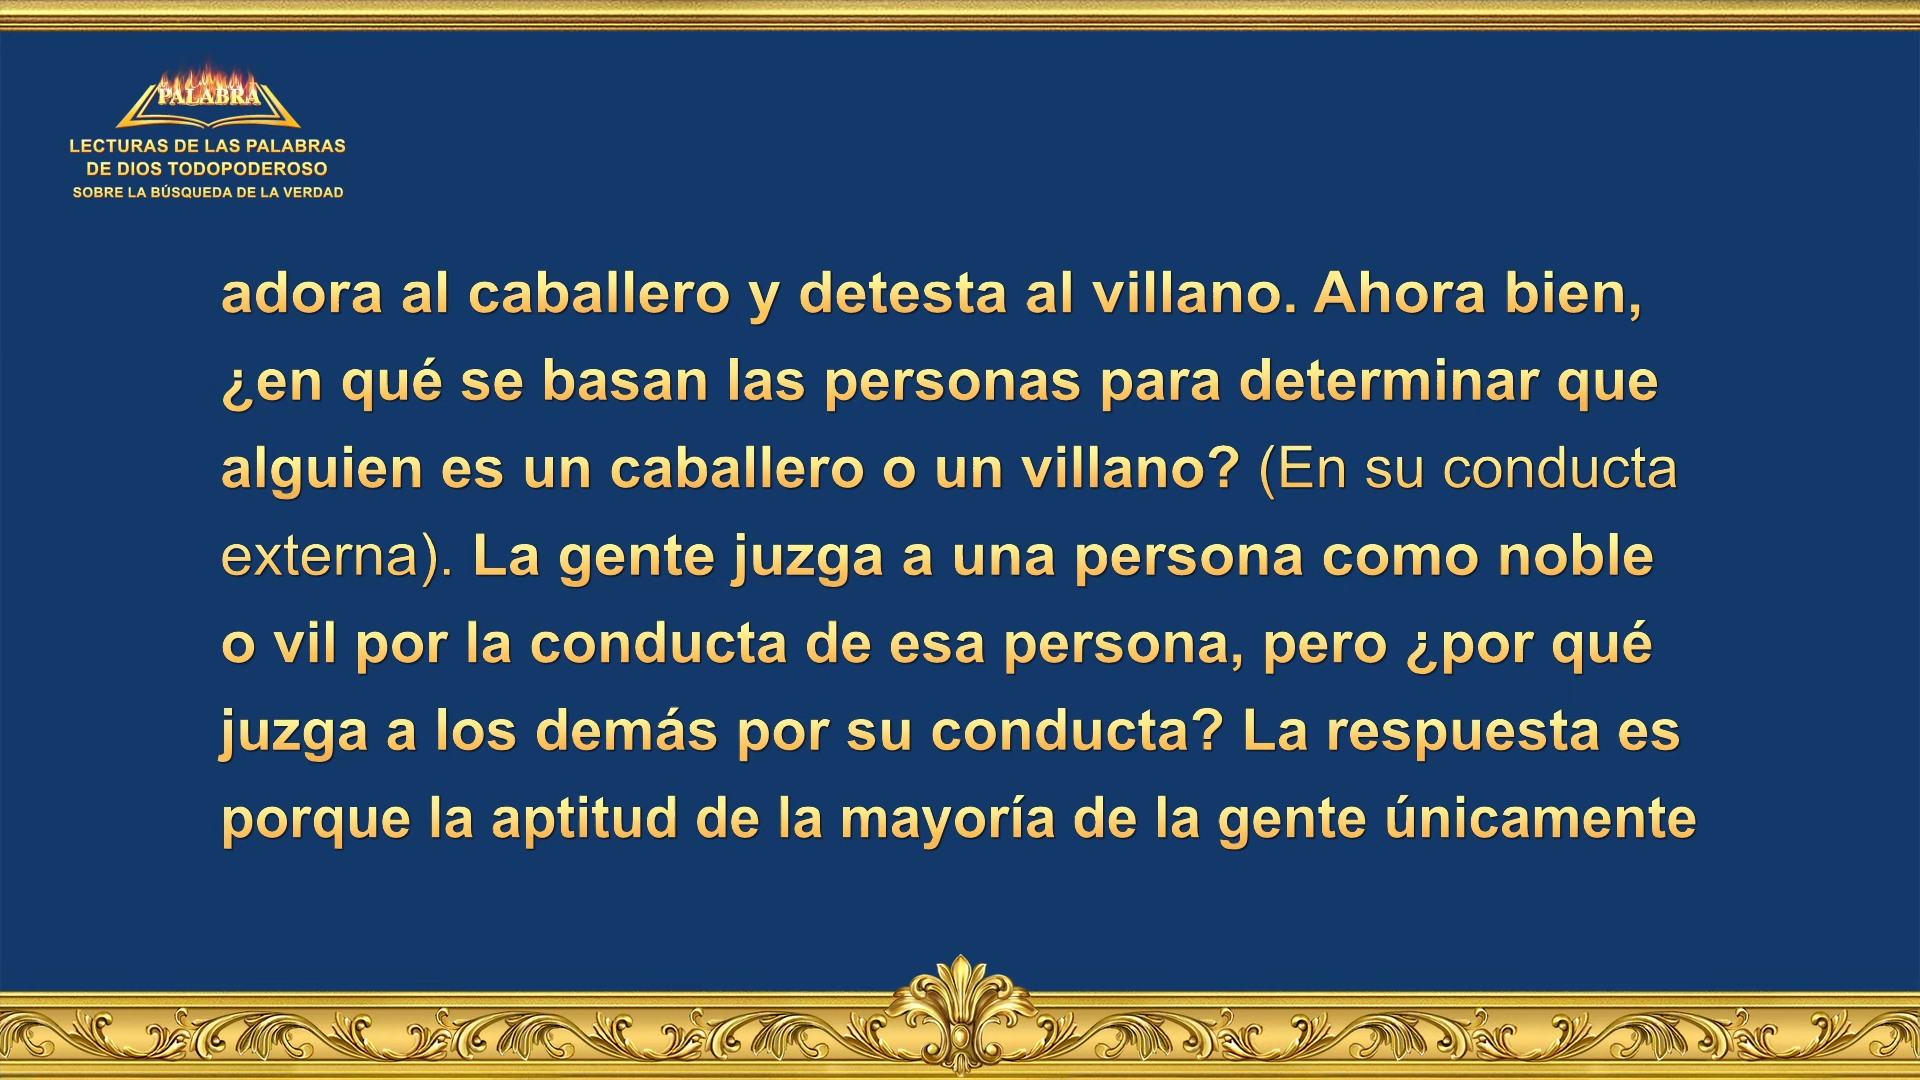 PALABRA
LECTURAS DE LAS PALABRAS
DE DIOS TODOPODEROSO
SOBRE LA BÚSQUEDA DE LA VERDAD
adora al caballero y detesta al villano. Ahora bien,
¿en qué se basan las personas para determinar que
alguien es un caballero o un villano? (En su conducta
externa). La gente juzga a una persona como noble
o vil por la conducta de esa persona, pero ¿por qué
juzga a los demás por su conducta? La respuesta es
porque la aptitud de la mayoría de la gente únicamente